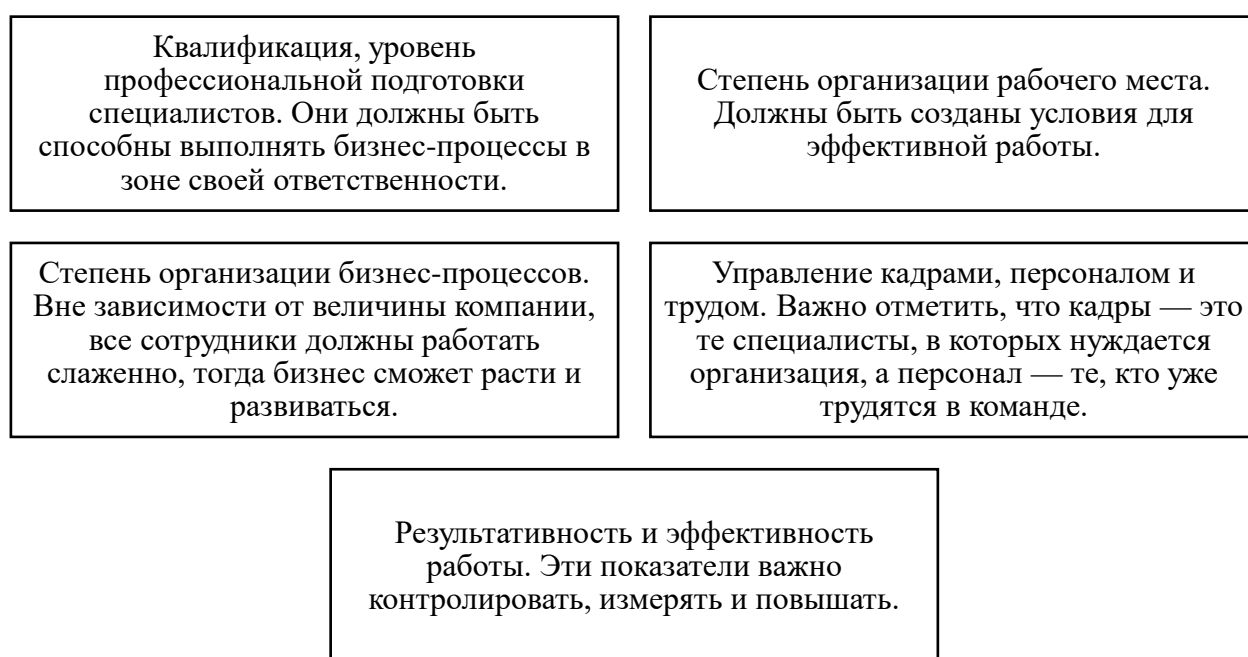 Квалификация, уровень
профессиональной подготовки
специалистов. Они должны быть
способны выполнять бизнес-процессы в
зоне своей ответственности.
Степень организации рабочего места.
Должны быть созданы условия для
эффективной работы.
Степень организации бизнес-процессов.
Вне зависимости от величины компании,
все сотрудники должны работать
слаженно, тогда бизнес сможет расти и
развиваться.
Управление кадрами, персоналом и
трудом. Важно отметить, что кадры — это
те специалисты, в которых нуждается
организация, а персонал — те, кто уже
трудятся в команде.
Результативность и эффективность
работы. Эти показатели важно
контролировать, измерять и повышать.